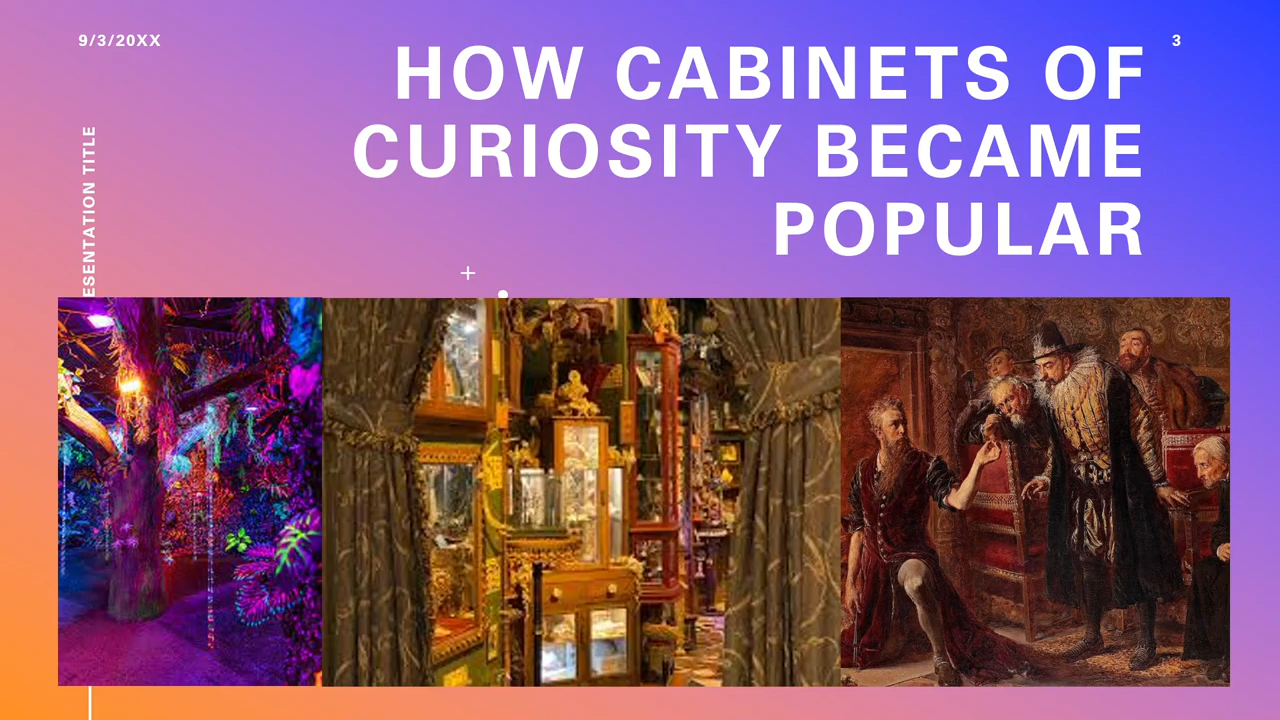 9/3/20XX
HOW CABINETS OF
CURIOSITY BECAME
POPULAR
3
ESENTATION TITLE